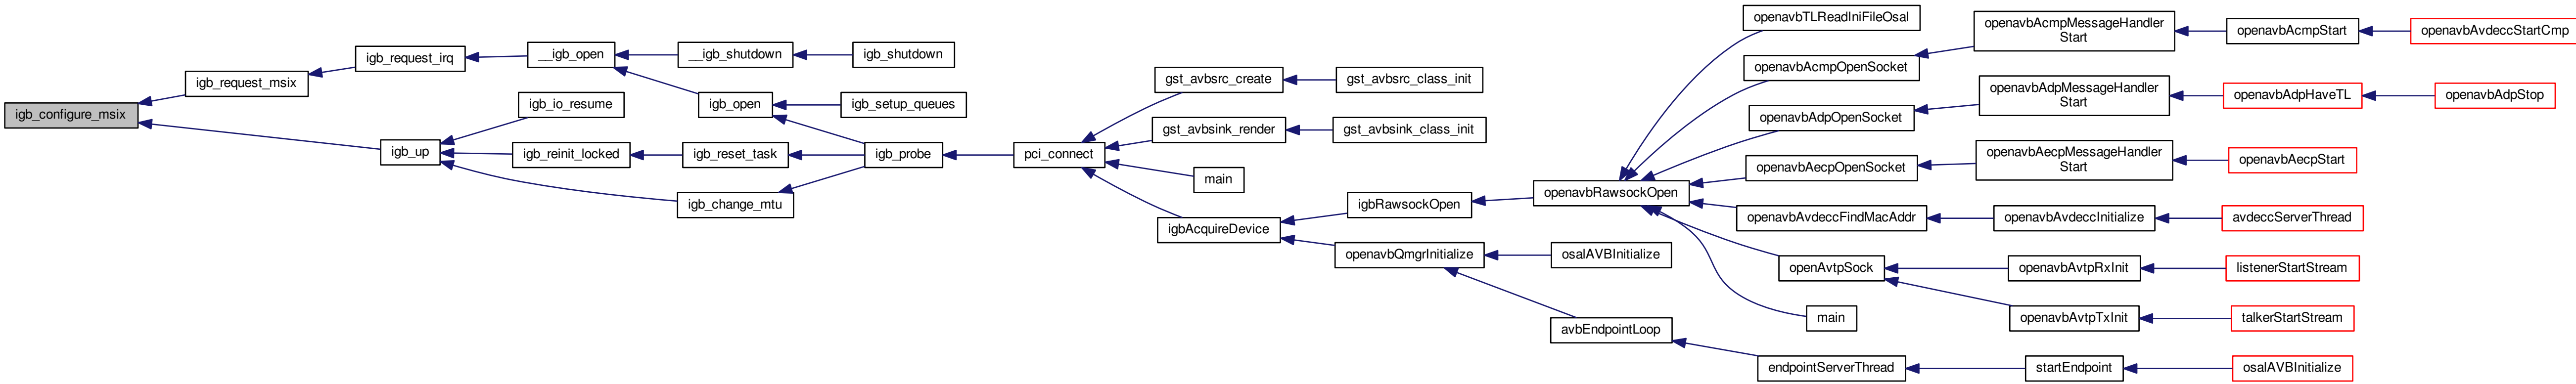 igb_configure_msix
igb_request_msix
igb_request_irq
__igb_open
__igb_shutdown
igb_shutdown
igb_open
igb_setup_queues
igb_up
igb_io_resume
igb_reinit_locked
igb_reset_task
igb_change_mtu
igb_probe
pci_connect
gst_avbsrc_create
gst_avbsrc_class_init
gst_avbsink_render
gst_avbsink_class_init
main
igbAcquireDevice
igbRawsockOpen
openavbQmgrInitialize
osalAVBInitialize
avbEndpointLoop
openavbRawsockOpen
openavbTLReadIniFileOsal
openavbAcmpOpenSocket
openavbAcmpMessageHandler
Start
openavbAcmpStart
openavbAvdeccStartCmp
openavbAdpOpenSocket
openavbAdpMessageHandler
Start
openavbAdpHaveTL
openavbAdpStop
openavbAecpOpenSocket
openavbAecpMessageHandler
Start
openavbAecpStart
openavbAvdeccFindMacAddr
openavbAvdeccInitialize
avdeccServerThread
openAvtpSock
openavbAvtpRxInit
listenerStartStream
openavbAvtpTxInit
talkerStartStream
main
endpointServerThread
startEndpoint
osalAVBInitialize